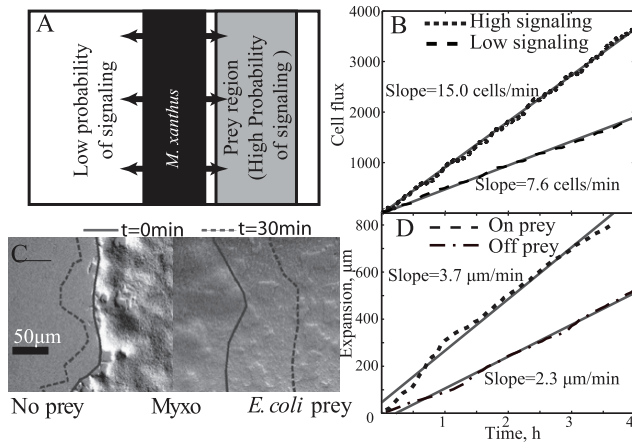 A
Low probability
of signaling
M. xanthus
Prey region
(High Probability
of signaling )
B
High signaling
Low signaling
4000
3000
2000
1000
Cell flux
Slope=15.0 cells/min
Slope=7.6 cells/min
t=0min
t=30min
C
50μm
No prey
Myxo
E. coli prey
D
On prey
Off prey
800
600
400
200
0
Expansion, μm
Slope=3.7 μm/min
Slope=2.3 μm/min
0
1
2
3
4
Time, h